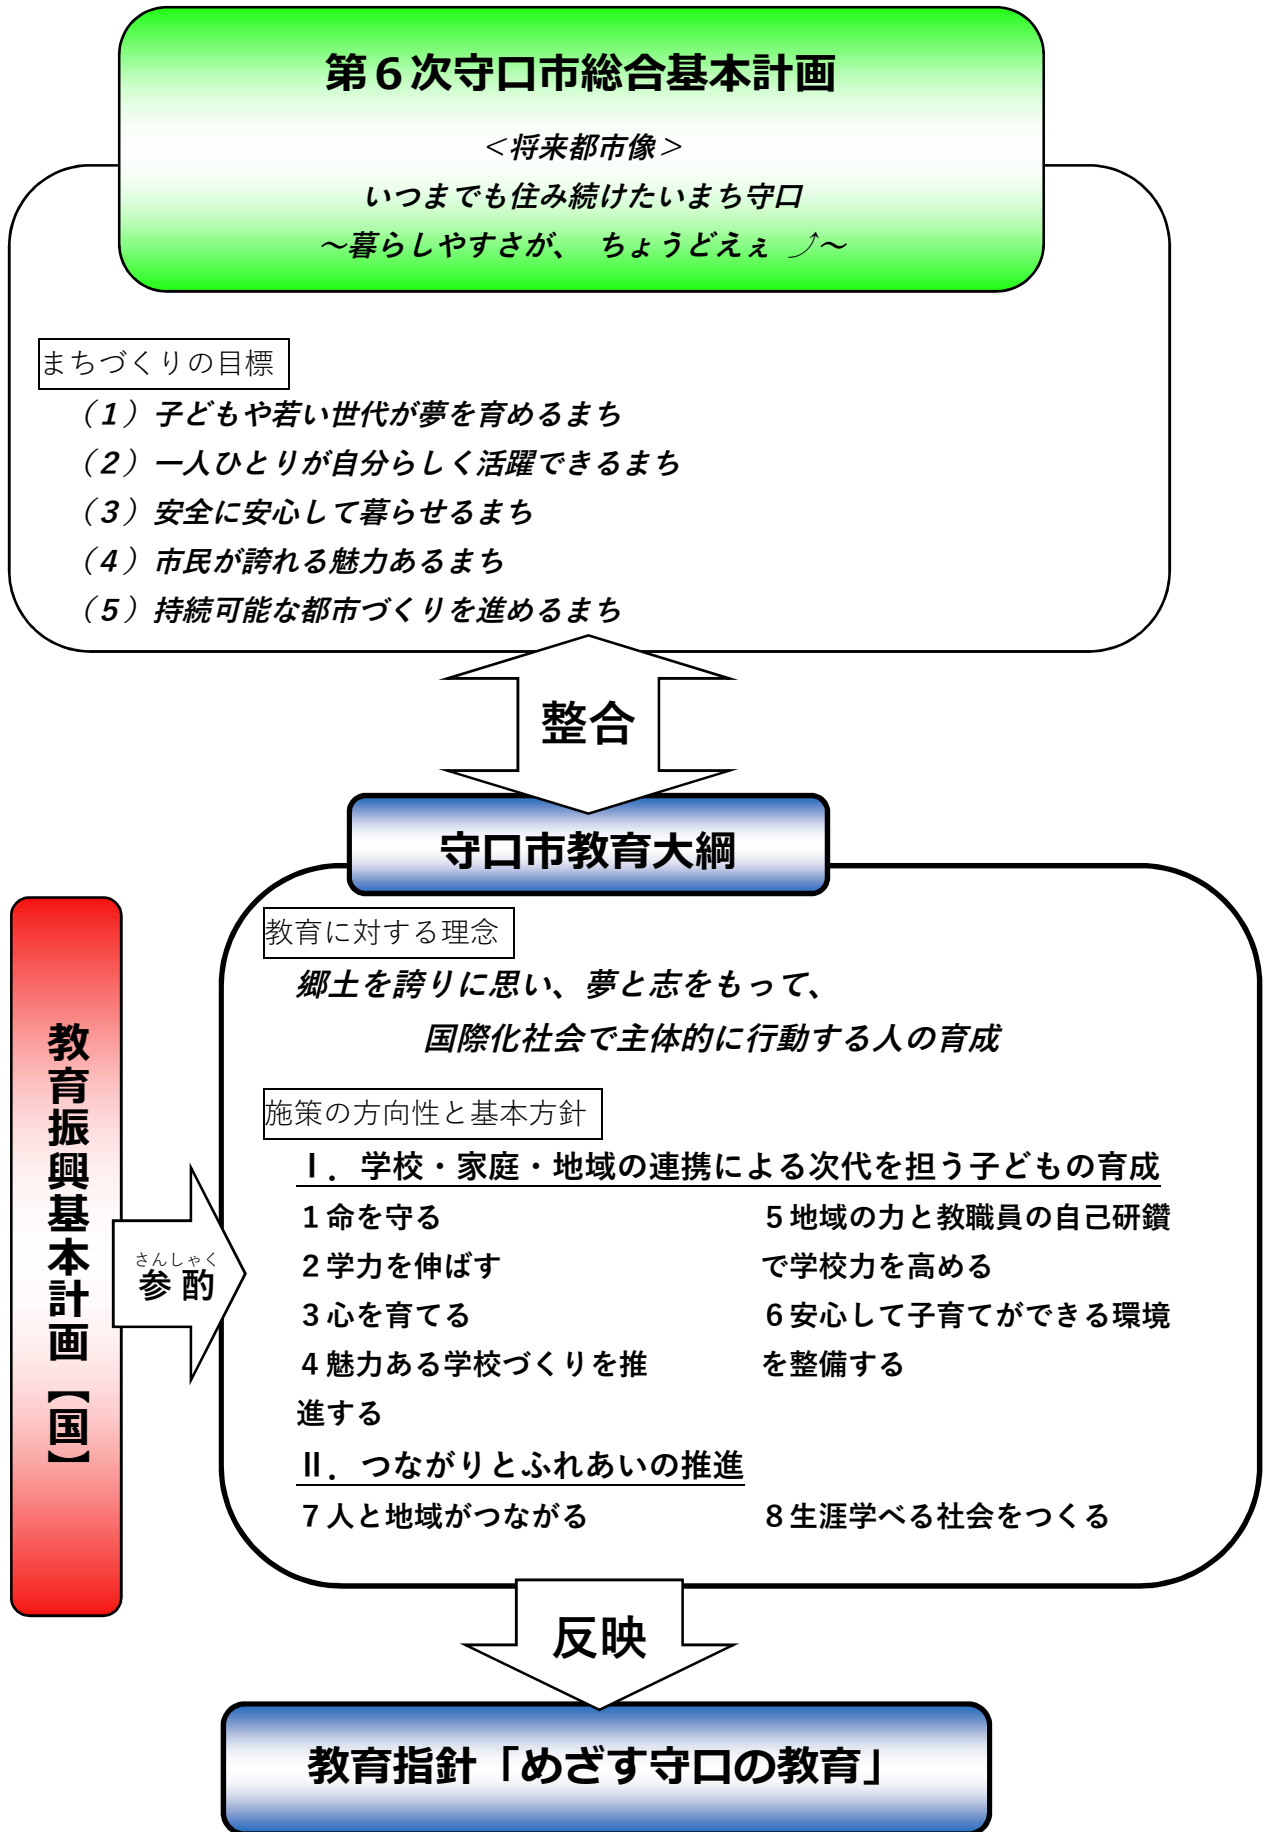 第６次守口市総合基本計画
＜将来都市像＞
いつまでも住み続けたいまち守口
～暮らしやすさが、 ちょうどえぇ ⤴～
まちづくりの目標
（１）子どもや若い世代が夢を育めるまち
（２）一人ひとりが自分らしく活躍できるまち
（３）安全に安心して暮らせるまち
（４）市民が誇れる魅力あるまち
（５）持続可能な都市づくりを進めるまち
整合
守口市教育大綱
教育に対する理念
郷土を誇りに思い、夢と志をもって、
国際化社会で主体的に行動する人の育成
施策の方向性と基本方針
Ⅰ．学校・家庭・地域の連携による次代を担う子どもの育成
１命を守る
２学力を伸ばす
３心を育てる
４魅力ある学校づくりを推
進する
５地域の力と教職員の自己研鑽
で学校力を高める
６安心して子育てができる環境
を整備する
Ⅱ．つながりとふれあいの推進
７人と地域がつながる
８生涯学べる社会をつくる
教育振興基本計画【国】
さんしゃく
参酌
反映
教育指針「めざす守口の教育」